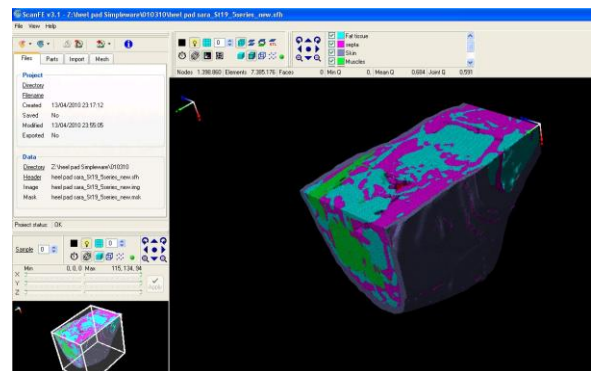 ScanFE v3.1 - Z:\heel pad Simpleware\010310\heel pad sara_St19_5series_new.sfh
File View Help
Files Parts Import Mesh
Fat tissue
septa
Skin
Muscles
Nodes 1.398.860 Elements 7.385.176 Faces 0 Min Q 0, Mean Q 0,684 Joint Q 0,591
Project
Directory
Filename
Created 13/04/2010 23:17:12
Saved No
Modified 13/04/2010 23:55:05
Exported No
Data
Directory Z:\heel pad Simpleware\010310
Header heel pad sara_St19_5series_new.sfh
Image heel pad sara_St19_5series_new.img
Mask heel pad sara_St19_5series_new.msk
Project status OK
Sample 0
Min 0, 0, 0 Max 115, 134, 94
X
Y
Z
Apply